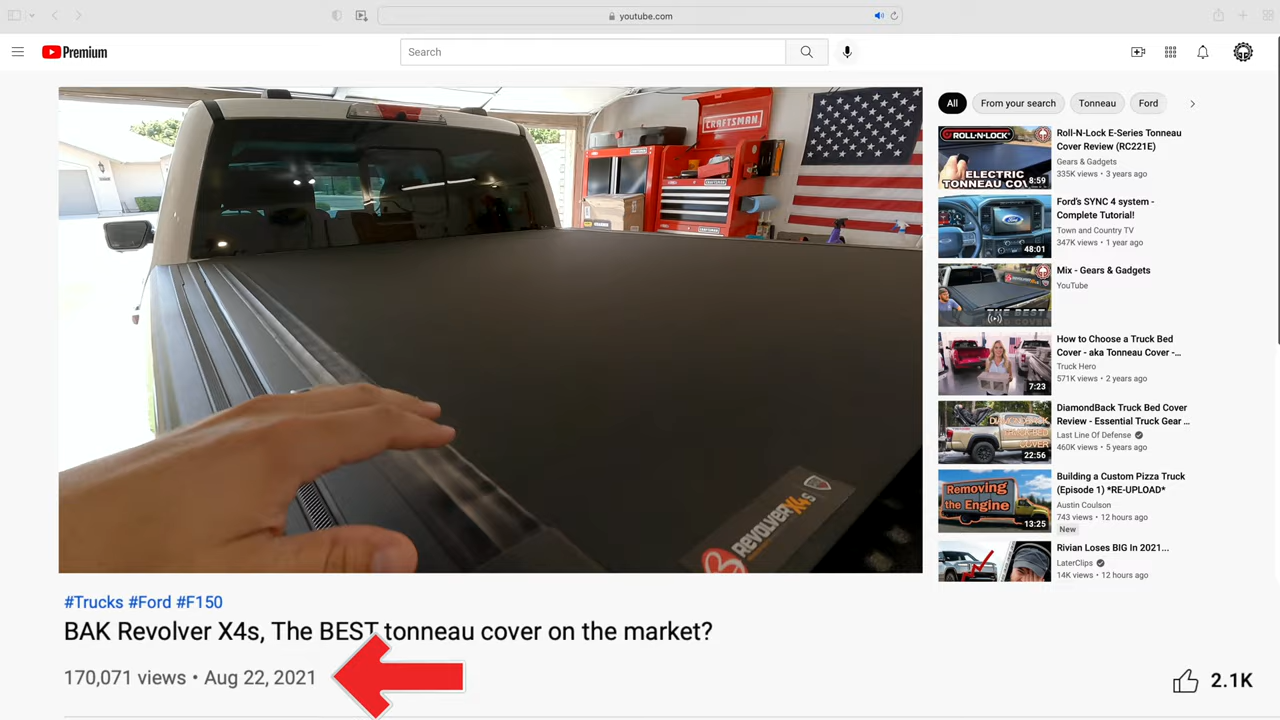 youtube.com
Premium
Search
CRAFTSMAN
REVOLVER X4s
#Trucks #Ford #F150
BAK Revolver X4s, The BEST tonneau cover on the market?
170,071 views • Aug 22, 2021
2.1K
All
From your search
Tonneau
Ford
ROLL-N-LOCK
ELECTRIC
TONNEAU COV
8:59
Roll-N-Lock E-Series Tonneau
Cover Review (RC221E)
Gears & Gadgets
335K views • 3 years ago
48:01
Ford's SYNC 4 system -
Complete Tutorial!
Town and Country TV
347K views • 1 year ago
THE BEST
Mix - Gears & Gadgets
YouTube
7:23
How to Choose a Truck Bed
Cover - aka Tonneau Cover -...
Truck Hero
571K views • 2 years ago
22:56
DiamondBack Truck Bed Cover
Review - Essential Truck Gear ...
Last Line Of Defense
460K views • 5 years ago
Removing
the Engine
13:25
Building a Custom Pizza Truck
(Episode 1) *RE-UPLOAD*
Austin Coulson
743 views • 12 hours ago
New
Rivian Loses BIG In 2021...
LaterClips
14K views • 12 hours ago